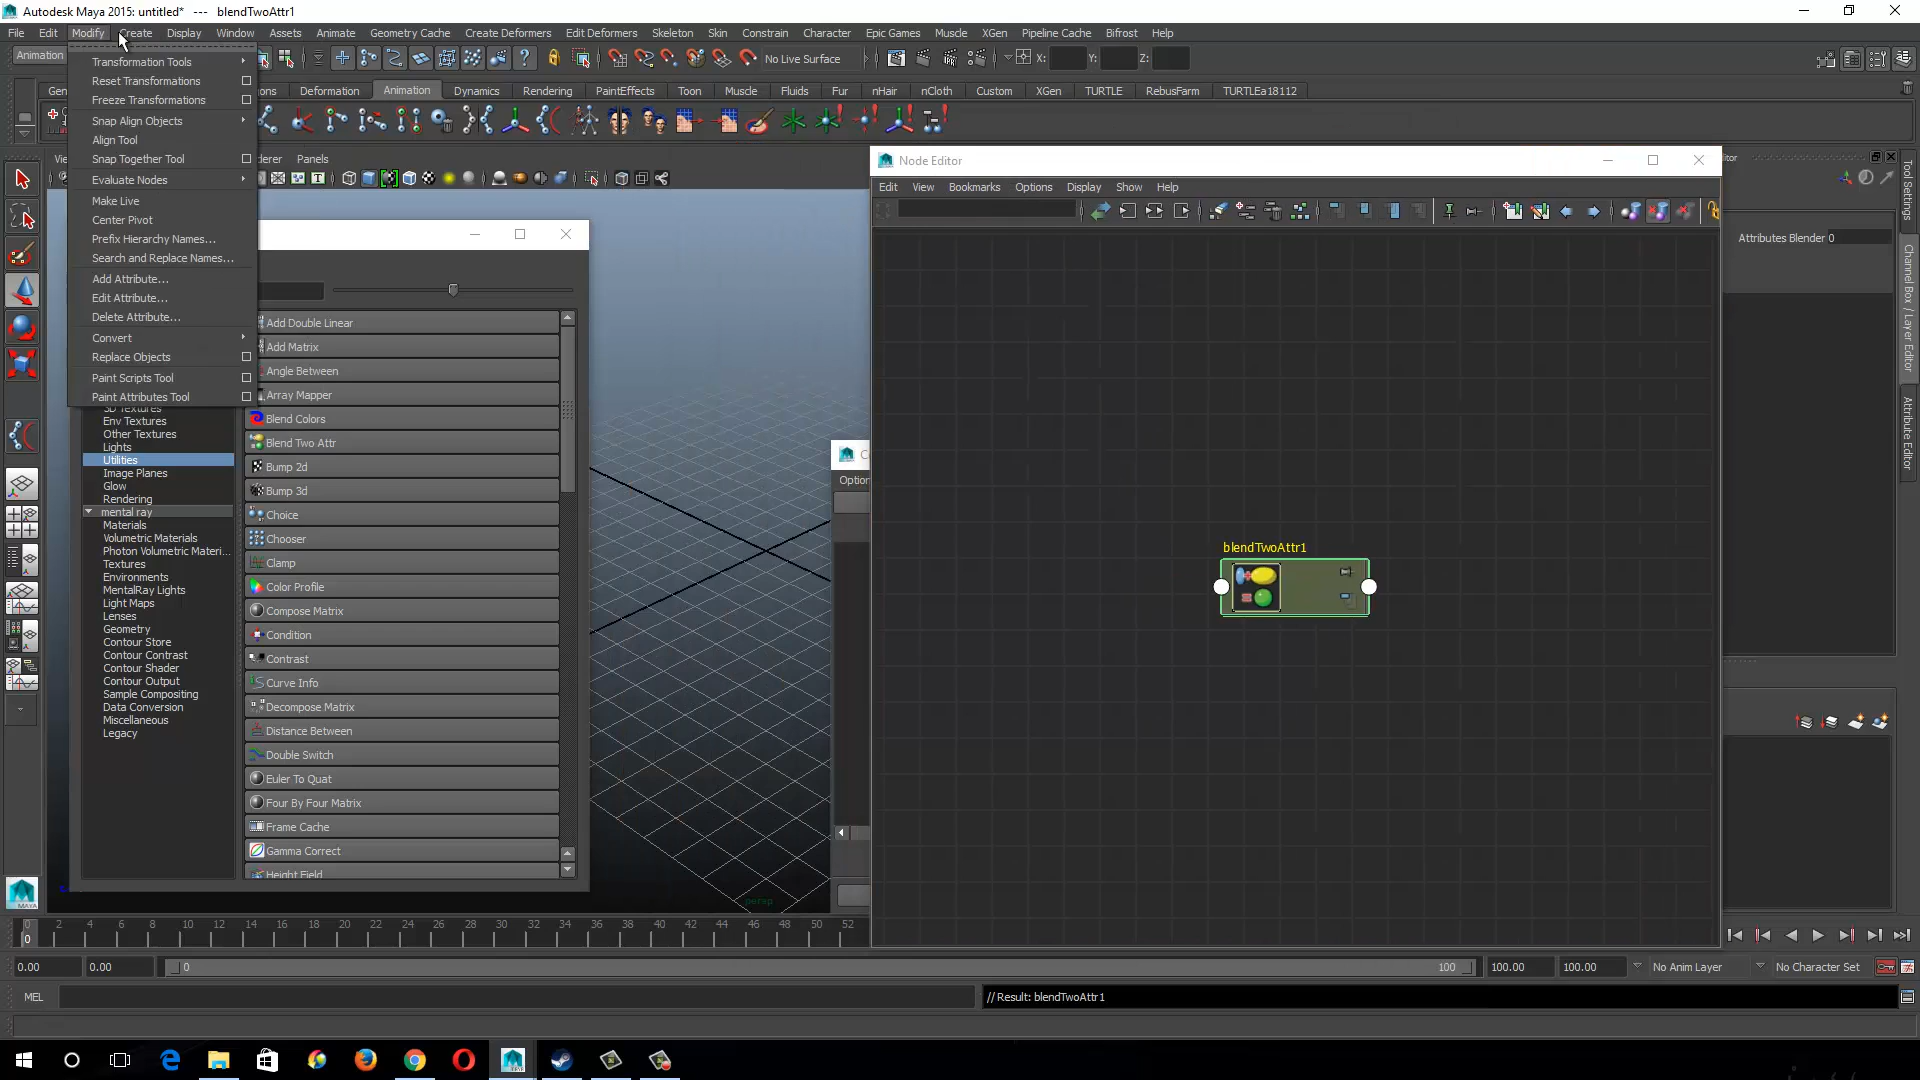 Autodesk Maya 2015: untitled* --- blendTwoAttr1
File Edit Modify Create Display Window Assets Animate Geometry Cache Create Deformers Edit Deformers Skeleton Skin Constrain Character Epic Games Muscle XGen Pipeline Cache Bifrost Help
Animation
No Live Surface
X:
Y:
Z:
Deformation Animation Dynamics Rendering PaintEffects Toon Muscle Fluids Fur nHair nCloth Custom XGen TURTLE RebusFarm TURTLEa18112
Transformation Tools
Reset Transformations
Freeze Transformations
Snap Align Objects
Align Tool
Snap Together Tool
Evaluate Nodes
Make Live
Center Pivot
Prefix Hierarchy Names...
Search and Replace Names...
Add Attribute...
Edit Attribute...
Delete Attribute...
Convert
Replace Objects
Paint Scripts Tool
Paint Attributes Tool
Panels
3D Textures
Env Textures
Other Textures
Lights
Utilities
Image Planes
Glow
Rendering
mental ray
Materials
Volumetric Materials
Photon Volumetric Materi...
Textures
Environments
MentalRay Lights
Light Maps
Lenses
Geometry
Contour Store
Contour Contrast
Contour Shader
Contour Output
Sample Compositing
Data Conversion
Miscellaneous
Legacy
Add Double Linear
Add Matrix
Angle Between
Array Mapper
Blend Colors
Blend Two Attr
Bump 2d
Bump 3d
Choice
Chooser
Clamp
Color Profile
Compose Matrix
Condition
Contrast
Curve Info
Decompose Matrix
Distance Between
Double Switch
Euler To Quat
Four By Four Matrix
Frame Cache
Gamma Correct
Height Field
persp
Node Editor
Edit View Bookmarks Options Display Show Help
blendTwoAttr1
Attributes Blender 0
Tool Settings
Channel Box / Layer Editor
Attribute Editor
0 2 4 6 8 10 12 14 16 18 20 22 24 26 28 30 32 34 36 38 40 42 44 46 48 50 52
0
0.00 0.00 0 100 100.00 100.00 No Anim Layer No Character Set
MEL
// Result: blendTwoAttr1